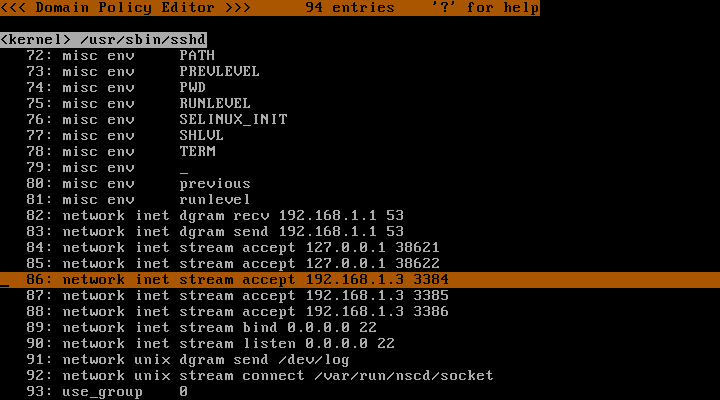 <<< Domain Policy Editor >>>      94 entries    '?' for help
<kernel> /usr/sbin/sshd
72: misc env     PATH
73: misc env     PREVLEVEL
74: misc env     PWD
75: misc env     RUNLEVEL
76: misc env     SELINUX_INIT
77: misc env     SHLVL
78: misc env     TERM
79: misc env     _
80: misc env     previous
81: misc env     runlevel
82: network inet dgram recv 192.168.1.1 53
83: network inet dgram send 192.168.1.1 53
84: network inet stream accept 127.0.0.1 38621
85: network inet stream accept 127.0.0.1 38622
86: network inet stream accept 192.168.1.3 3384
87: network inet stream accept 192.168.1.3 3385
88: network inet stream accept 192.168.1.3 3386
89: network inet stream bind 0.0.0.0 22
90: network inet stream listen 0.0.0.0 22
91: network unix dgram send /dev/log
92: network unix stream connect /var/run/nscd/socket
93: use_group    0